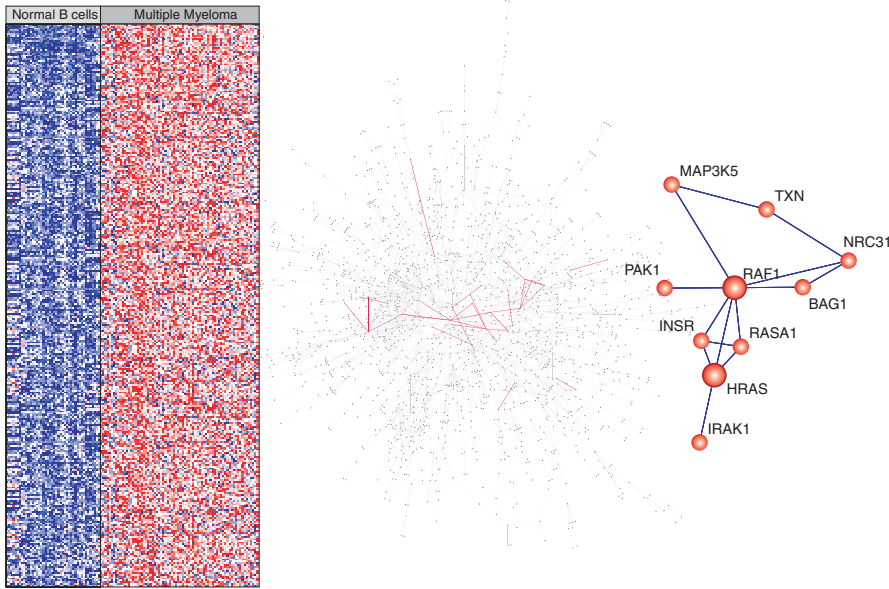 Normal B cells
Multiple Myeloma
MAP3K5
TXN
NRC31
PAK1
RAF1
BAG1
INSR
RASA1
HRAS
IRAK1